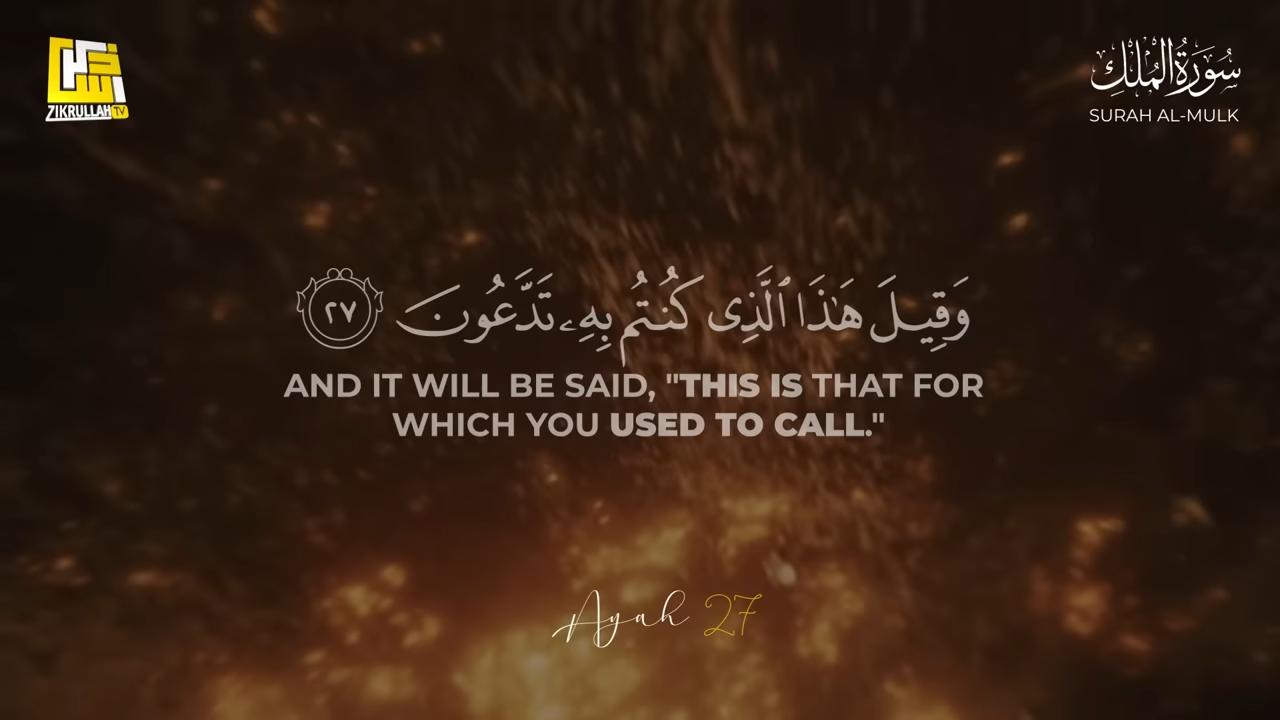 ZIKRULLAH TV
سُورَةُ الْمُلْكِ
SURAH AL-MULK
وَقِيلَ هَٰذَا ٱلَّذِى كُنتُم بِهِۦ تَدَّعُونَ ٢٧
AND IT WILL BE SAID, "THIS IS THAT FOR
WHICH YOU USED TO CALL."
Ayah 27